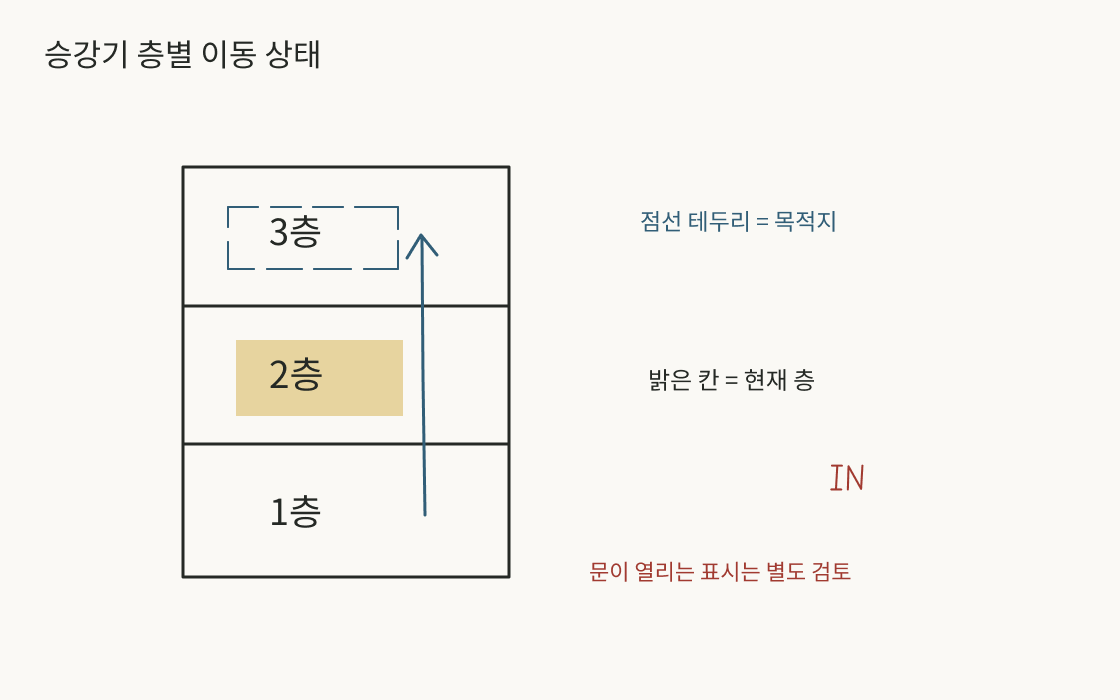 승강기 층별 이동 상태
3층
점선 테두리 = 목적지
2층
밝은 칸 = 현재 층
IN
1층
문이 열리는 표시는 별도 검토